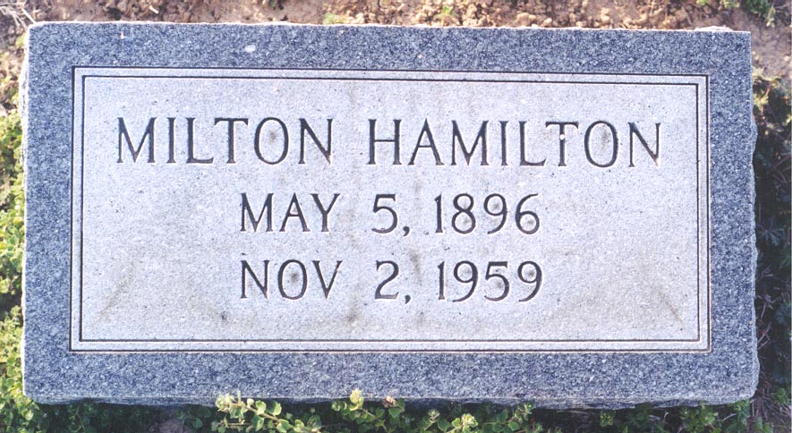 MILTON HAMILTON
MAY 5, 1896
NOV 2, 1959